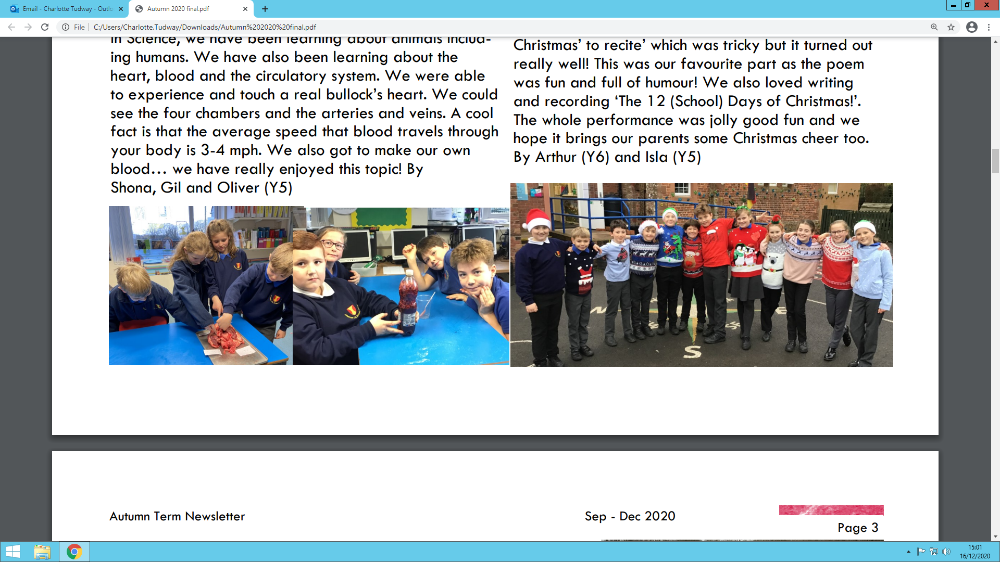 Email - Charlotte Tudway - Outlo
Autumn 2020 final.pdf
File
C:/Users/Charlotte.Tudway/Downloads/Autumn%202020%20final.pdf
in Science, we have been learning about animals includ-
ing humans. We have also been learning about the
heart, blood and the circulatory system. We were able
to experience and touch a real bullock’s heart. We could
see the four chambers and the arteries and veins. A cool
fact is that the average speed that blood travels through
your body is 3-4 mph. We also got to make our own
blood… we have really enjoyed this topic! By
Shona, Gil and Oliver (Y5)
Christmas’ to recite’ which was tricky but it turned out
really well! This was our favourite part as the poem
was fun and full of humour! We also loved writing
and recording ‘The 12 (School) Days of Christmas!’.
The whole performance was jolly good fun and we
hope it brings our parents some Christmas cheer too.
By Arthur (Y6) and Isla (Y5)
N
E
SE
S
Autumn Term Newsletter
Sep - Dec 2020
Page 3
15:01
16/12/2020